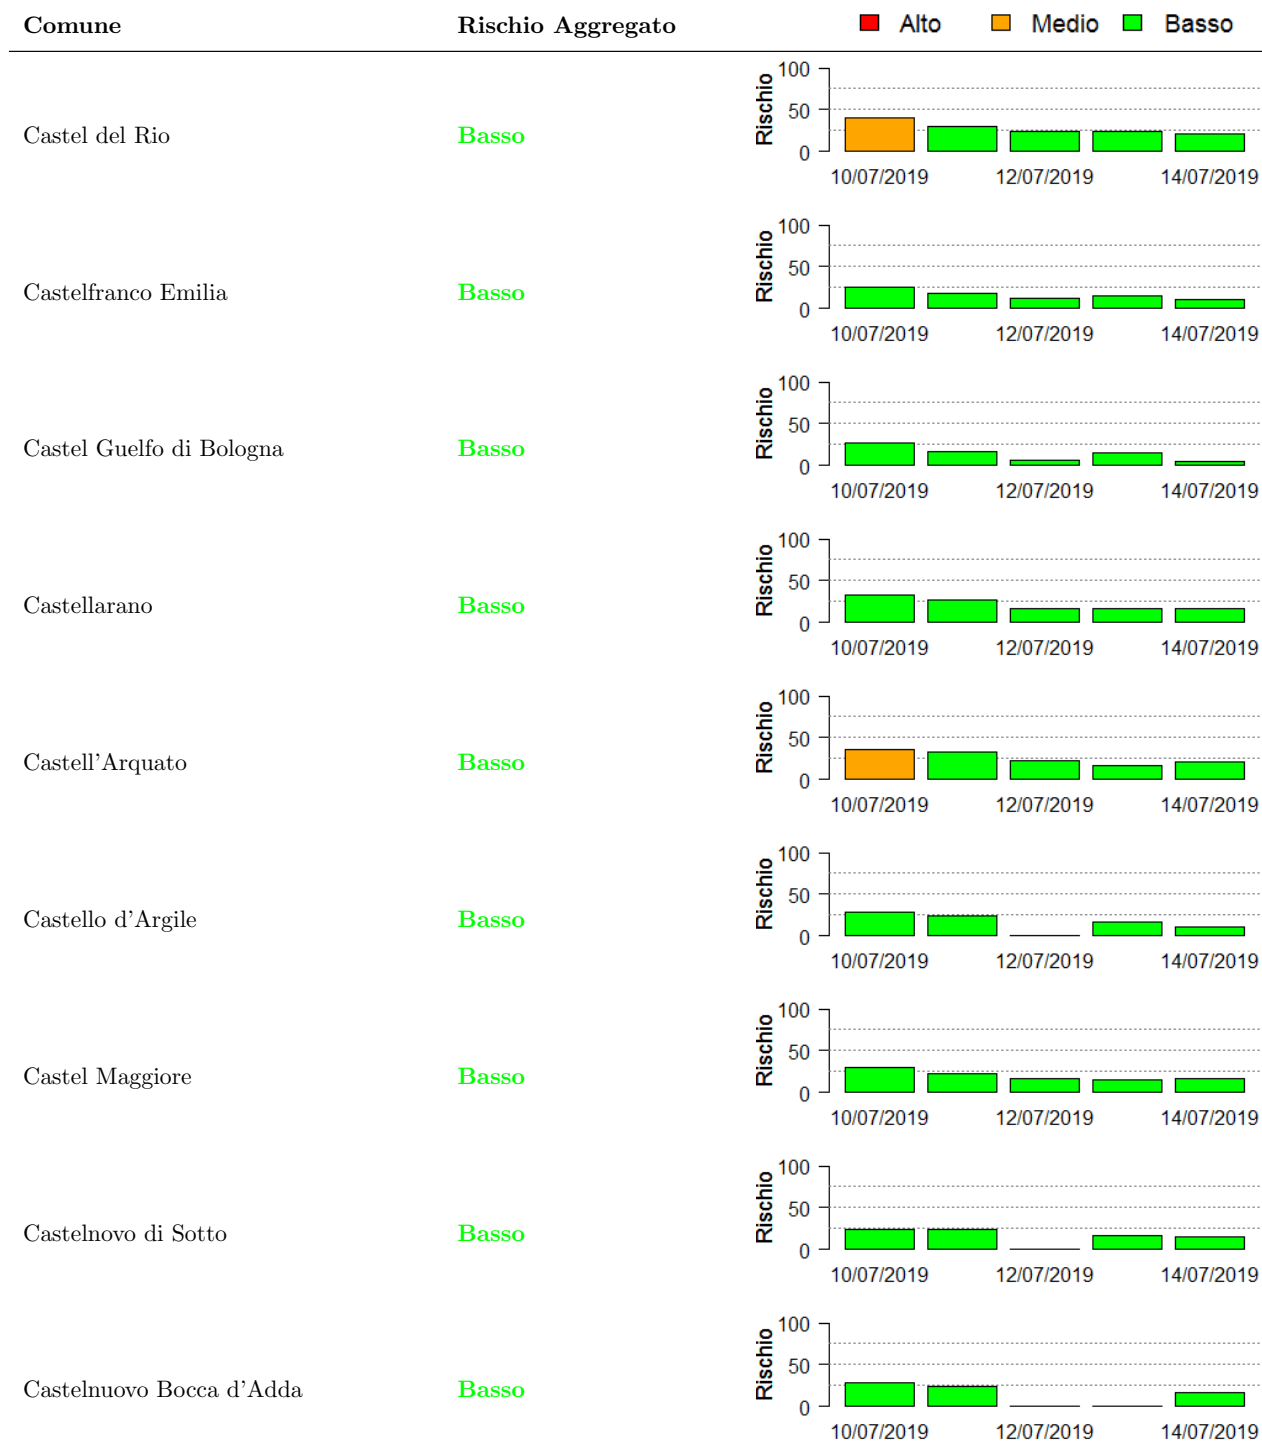 Comune Rischio Aggregato Alto Medio Basso
Castel del Rio Basso Rischio 100 50 0
10/07/2019 12/07/2019 14/07/2019
Castelfranco Emilia Basso Rischio 100 50 0
10/07/2019 12/07/2019 14/07/2019
Castel Guelfo di Bologna Basso Rischio 100 50 0
10/07/2019 12/07/2019 14/07/2019
Castellarano Basso Rischio 100 50 0
10/07/2019 12/07/2019 14/07/2019
Castell'Arquato Basso Rischio 100 50 0
10/07/2019 12/07/2019 14/07/2019
Castello d'Argile Basso Rischio 100 50 0
10/07/2019 12/07/2019 14/07/2019
Castel Maggiore Basso Rischio 100 50 0
10/07/2019 12/07/2019 14/07/2019
Castelnovo di Sotto Basso Rischio 100 50 0
10/07/2019 12/07/2019 14/07/2019
Castelnuovo Bocca d'Adda Basso Rischio 100 50 0
10/07/2019 12/07/2019 14/07/2019